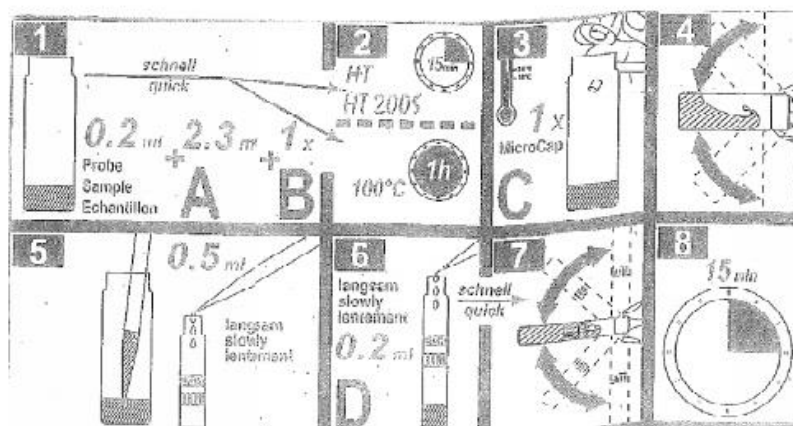 1
schnell
quick
0.2 ml + 2.3 m + 1x
Probe
Sample
Echantillon
A
B
2
15min
HT
HT 200S
100°C
1h
3
1x
MicroCap
C
4
5
0.5 ml
langsam
slowly
lentement
6
langsam
slowly
lentement
0.2 ml
D
schnell
quick
7
8
15 min